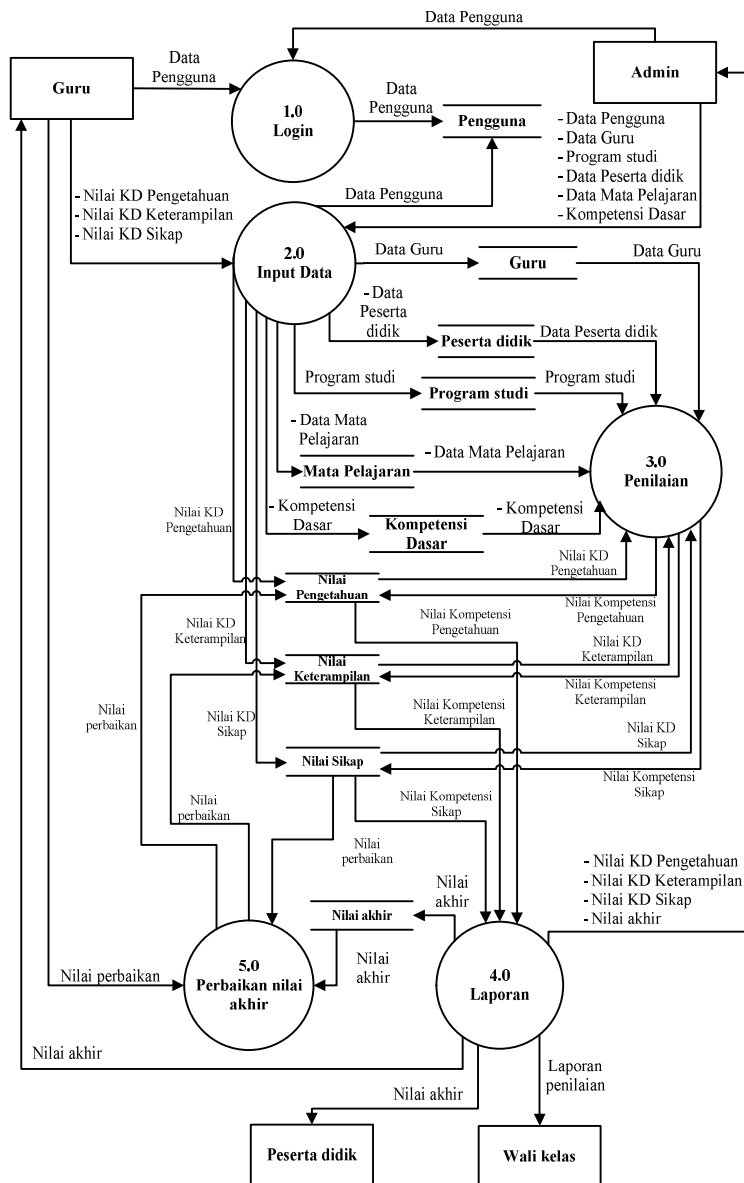 Data Pengguna
Guru
Data
Pengguna
1.0
Login
Data
Pengguna
Pengguna
Admin
- Data Pengguna
- Data Guru
- Program studi
- Data Peserta didik
- Data Mata Pelajaran
- Kompetensi Dasar
- Nilai KD Pengetahuan
- Nilai KD Keterampilan
- Nilai KD Sikap
Data Pengguna
2.0
Input Data
Data Guru
Guru
Data Guru
- Data
Peserta
didik
Peserta didik
Data Peserta didik
Program studi
Program studi
Program studi
- Data Mata
Pelajaran
Mata Pelajaran
- Data Mata Pelajaran
3.0
Penilaian
Nilai KD
Pengetahuan
- Kompetensi
Dasar
Kompetensi
Dasar
- Kompetensi
Dasar
Nilai
Pengetahuan
Nilai KD
Pengetahuan
Nilai Kompetensi
Pengetahuan
Nilai Kompetensi
Pengetahuan
Nilai KD
Keterampilan
Nilai
Keterampilan
Nilai KD
Keterampilan
Nilai Kompetensi
Keterampilan
Nilai Kompetensi
Keterampilan
Nilai
perbaikan
Nilai KD
Sikap
Nilai Sikap
Nilai KD
Sikap
Nilai Kompetensi
Sikap
Nilai Kompetensi
Sikap
Nilai
perbaikan
Nilai
perbaikan
- Nilai KD Pengetahuan
- Nilai KD Keterampilan
- Nilai KD Sikap
- Nilai akhir
Nilai akhir
Nilai
akhir
Nilai
akhir
Nilai perbaikan
5.0
Perbaikan nilai
akhir
4.0
Laporan
Nilai akhir
Nilai akhir
Laporan
penilaian
Peserta didik
Wali kelas